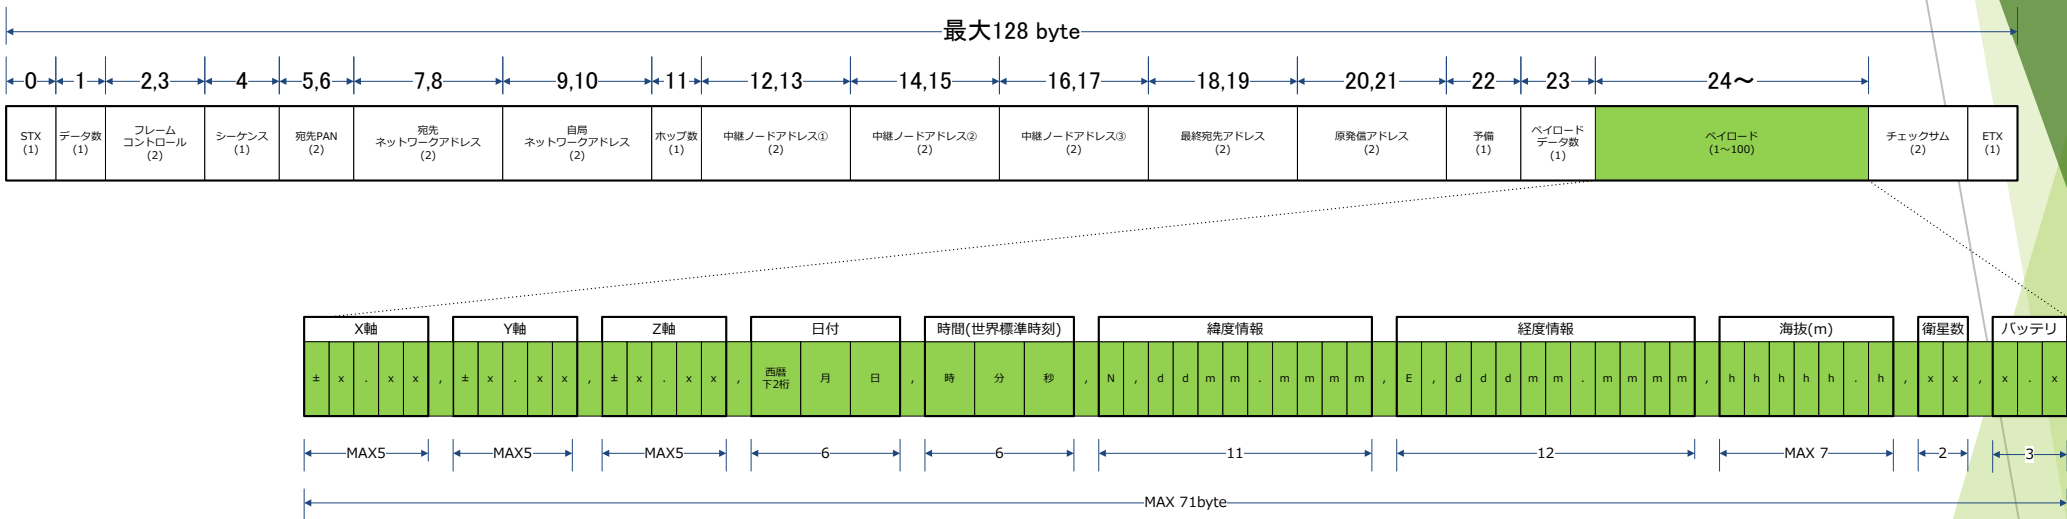 最大128 byte
0 1 2,3 4 5,6 7,8 9,10 11 12,13 14,15 16,17 18,19 20,21 22 23 24～
STX
(1)
データ数
(1)
フレーム
コントロール
(2)
シーケンス
(1)
宛先PAN
(2)
宛先
ネットワークアドレス
(2)
自局
ネットワークアドレス
(2)
ホップ数
(1)
中継ノードアドレス①
(2)
中継ノードアドレス②
(2)
中継ノードアドレス③
(2)
最終宛先アドレス
(2)
原発信アドレス
(2)
予備
(1)
ペイロード
データ数
(1)
ペイロード
(1～100)
チェックサム
(2)
ETX
(1)
X軸 Y軸 Z軸 日付 時間(世界標準時刻) 緯度情報 経度情報 海抜(m) 衛星数 バッテリ
± x . x x , ± x . x x , ± x . x x , 西暦
下2桁
月 日 , 時 分 秒 , N , d d m m . m m m m , E , d d d m m . m m m m , h h h h h . h , x x , x . x
MAX5 MAX5 MAX5 6 6 11 12 MAX 7 2 3
MAX 71byte